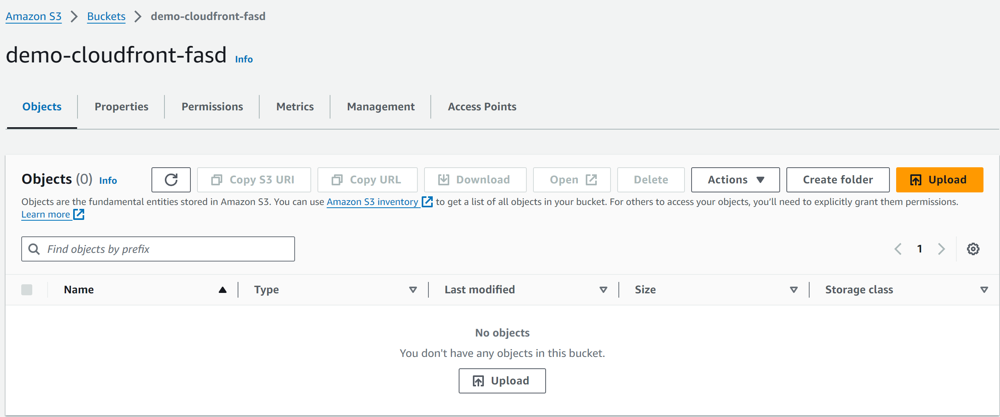 Amazon S3 > Buckets > demo-cloudfront-fasd
demo-cloudfront-fasd Info
Objects Properties Permissions Metrics Management Access Points
Objects (0) Info Copy S3 URI Copy URL Download Open Delete Actions Create folder Upload
Objects are the fundamental entities stored in Amazon S3. You can use Amazon S3 inventory to get a list of all objects in your bucket. For others to access your objects, you’ll need to explicitly grant them permissions.
Learn more
Find objects by prefix 1
Name Type Last modified Size Storage class
No objects
You don't have any objects in this bucket.
Upload